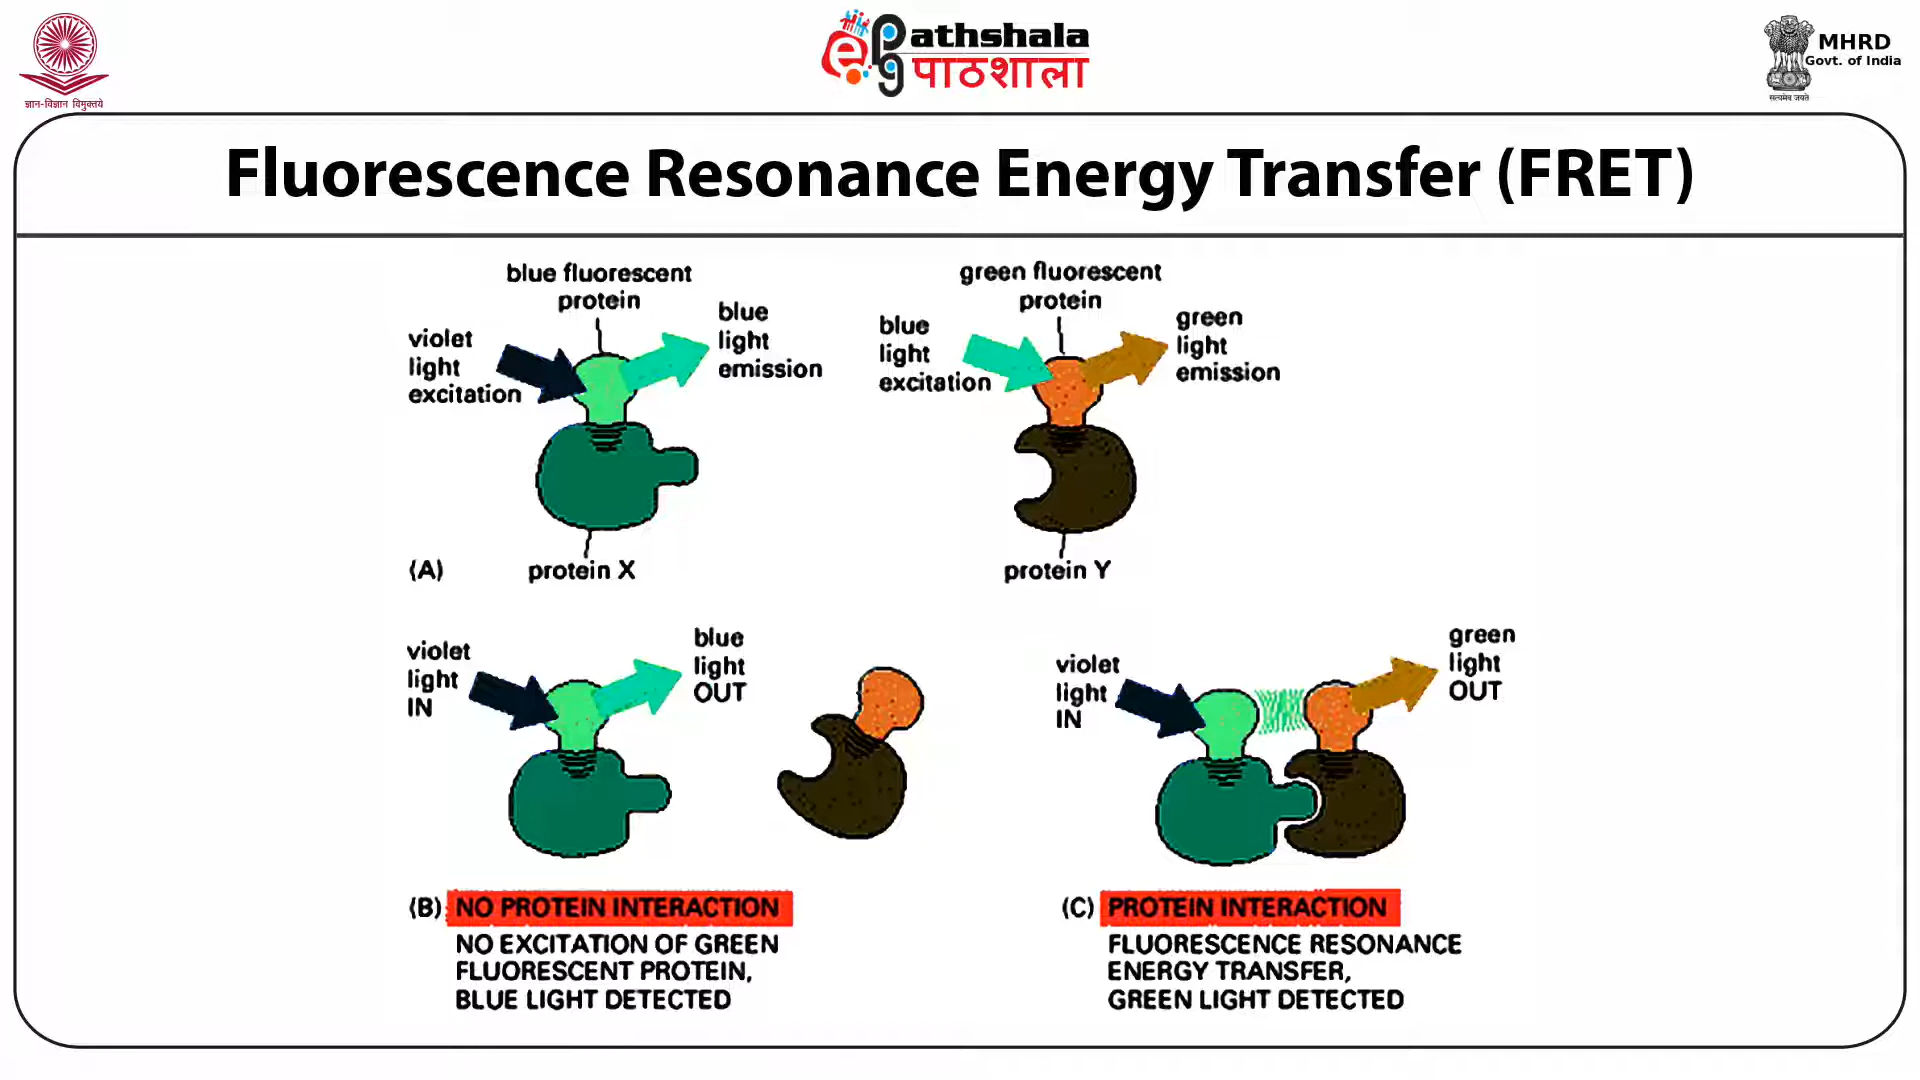 ज्ञान-विज्ञान विमुक्तये
ePathshala
पाठशाला
सत्यमेव जयते
MHRD
Govt. of India
Fluorescence Resonance Energy Transfer (FRET)
blue fluorescent
protein
violet
light
excitation
blue
light
emission
protein X
green fluorescent
protein
blue
light
excitation
green
light
emission
protein Y
(A)
violet
light
IN
blue
light
OUT
(B) NO PROTEIN INTERACTION
NO EXCITATION OF GREEN
FLUORESCENT PROTEIN,
BLUE LIGHT DETECTED
violet
light
IN
green
light
OUT
(C) PROTEIN INTERACTION
FLUORESCENCE RESONANCE
ENERGY TRANSFER,
GREEN LIGHT DETECTED